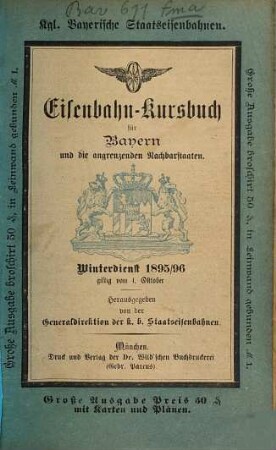 Bav 611 fma
Kgl. Bayerische Staatseisenbahnen.
Eisenbahn-Kursbuch
für
Bayern
und die angrenzenden Nachbarstaaten.
Winterdienst 1895/96
giltig vom 1. Oktober
Herausgegeben
von der
Generaldirektion der k. b. Staatseisenbahnen.
München.
Druck und Verlag der Dr. Wild'schen Buchdruckerei
(Gebr. Parcus)
Große Ausgabe Preis 50 ₰
mit Karten und Plänen.
Große Ausgabe broschirt 50 ₰, in Leinwand gebunden ℳ 1.
Große Ausgabe broschirt 50 ₰, in Leinwand gebunden ℳ 1.